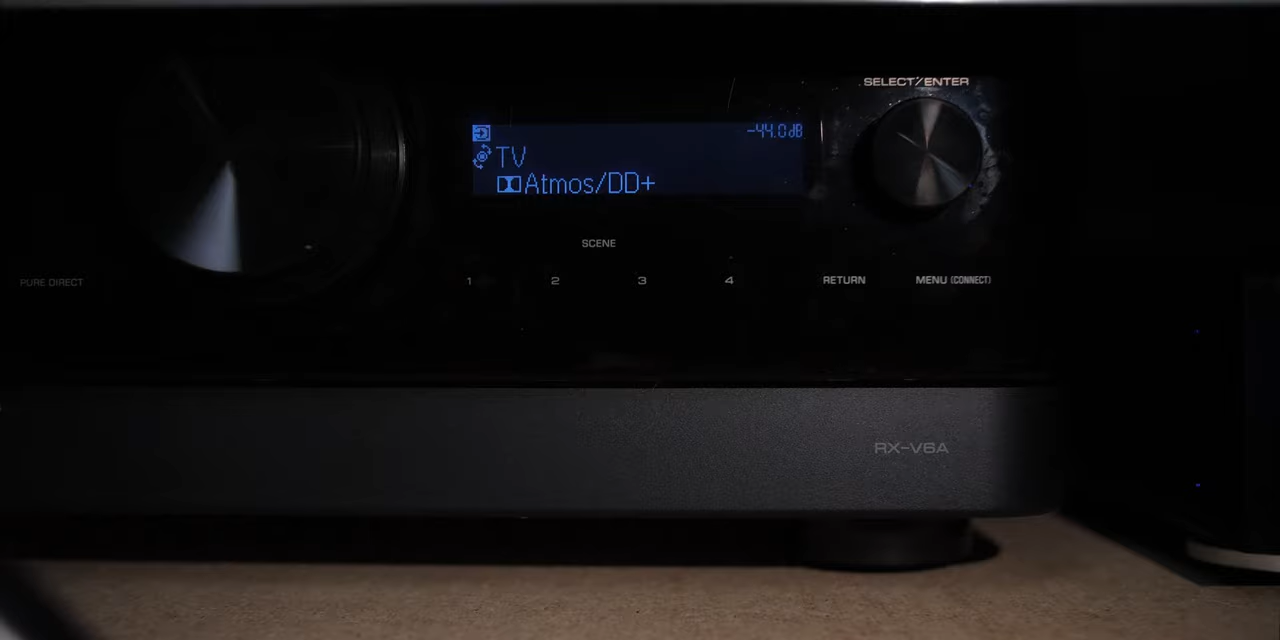 SELECT/ENTER
-44.0dB
TV
Atmos/DD+
SCENE
1 2 3 4
RETURN
MENU (CONNECT)
PURE DIRECT
RX-V6A